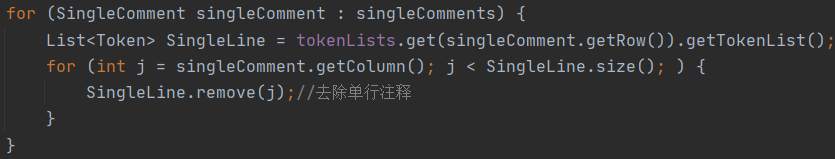 for (SingleComment singleComment : singleComments) {
    List<Token> SingleLine = tokenLists.get(singleComment.getRow()).getTokenList();
    for (int j = singleComment.getColumn(); j < SingleLine.size(); ) {
        SingleLine.remove(j);//去除单行注释
    }
}